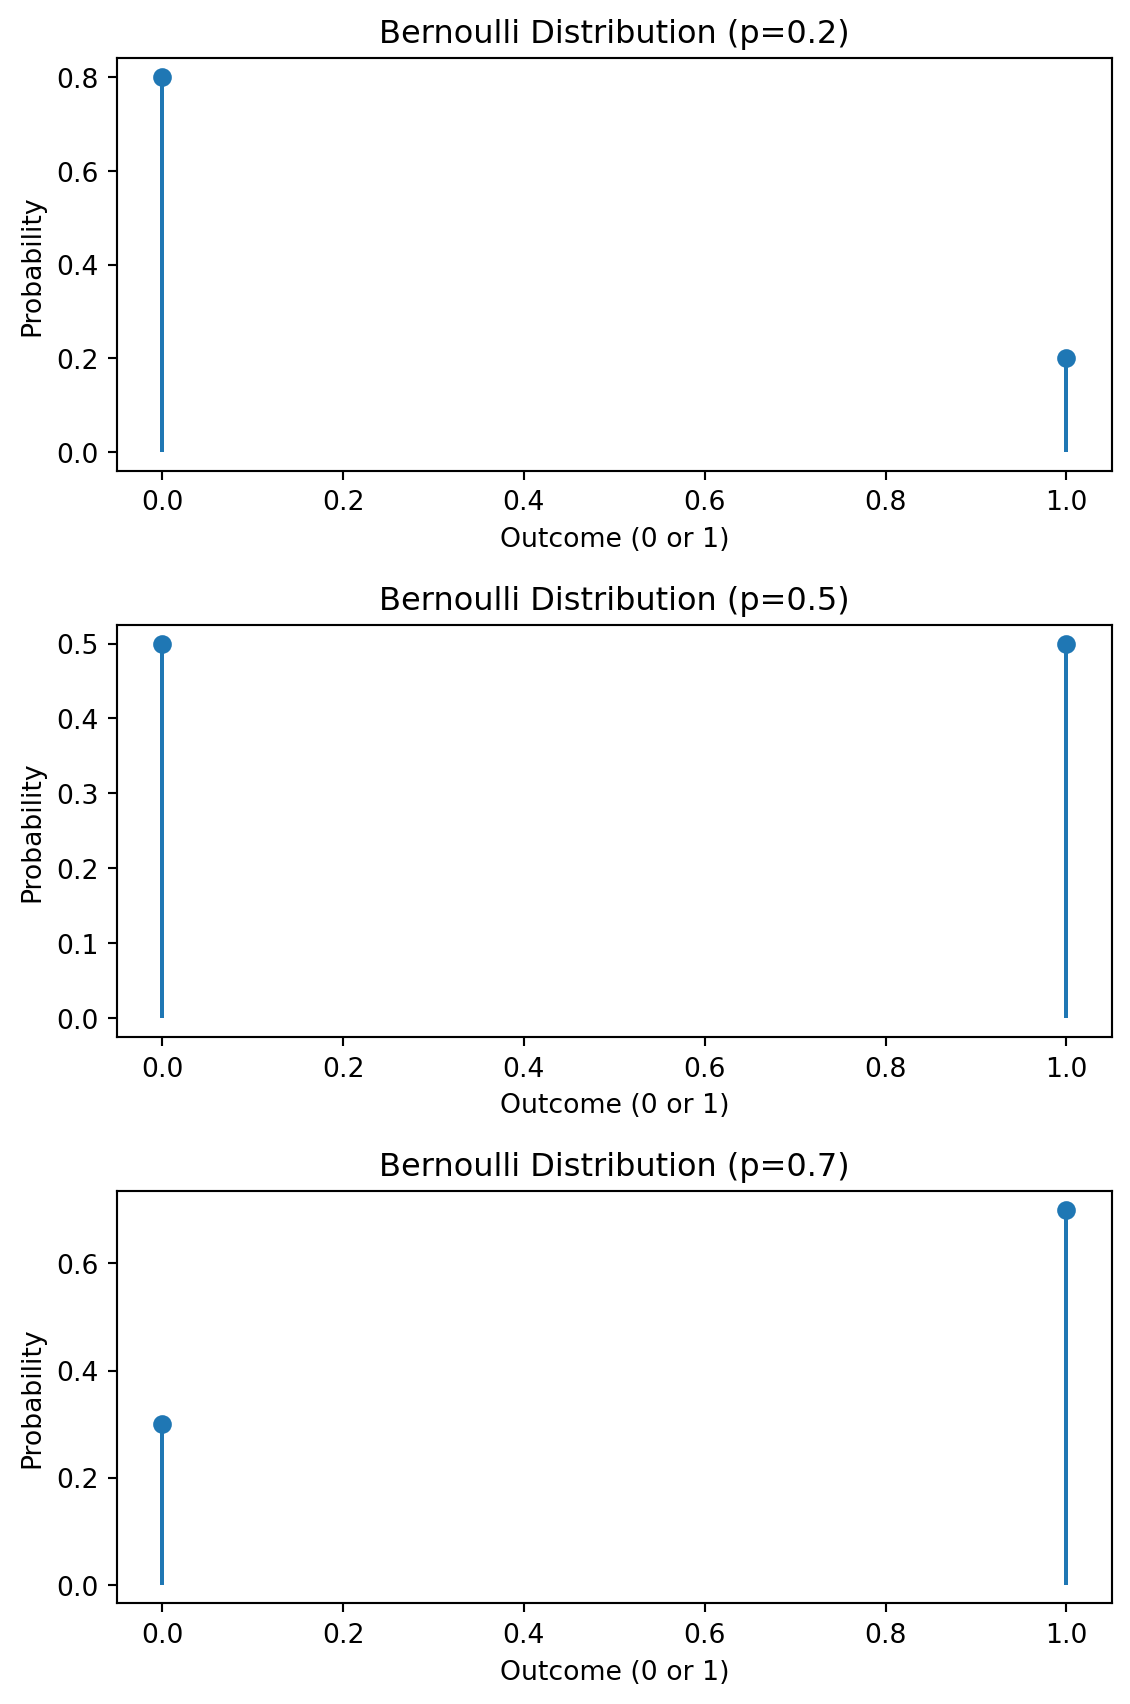 Bernoulli Distribution (p=0.2)
0.8
0.6
0.4
0.2
0.0
Probability
0.0 0.2 0.4 0.6 0.8 1.0
Outcome (0 or 1)
Bernoulli Distribution (p=0.5)
0.5
0.4
0.3
0.2
0.1
0.0
Probability
0.0 0.2 0.4 0.6 0.8 1.0
Outcome (0 or 1)
Bernoulli Distribution (p=0.7)
0.6
0.4
0.2
0.0
Probability
0.0 0.2 0.4 0.6 0.8 1.0
Outcome (0 or 1)